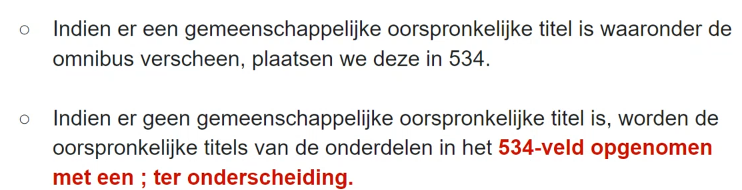 ○ Indien er een gemeenschappelijke oorspronkelijke titel is waaronder de
omnibus verscheen, plaatsen we deze in 534.
○ Indien er geen gemeenschappelijke oorspronkelijke titel is, worden de
oorspronkelijke titels van de onderdelen in het 534-veld opgenomen
met een ; ter onderscheiding.